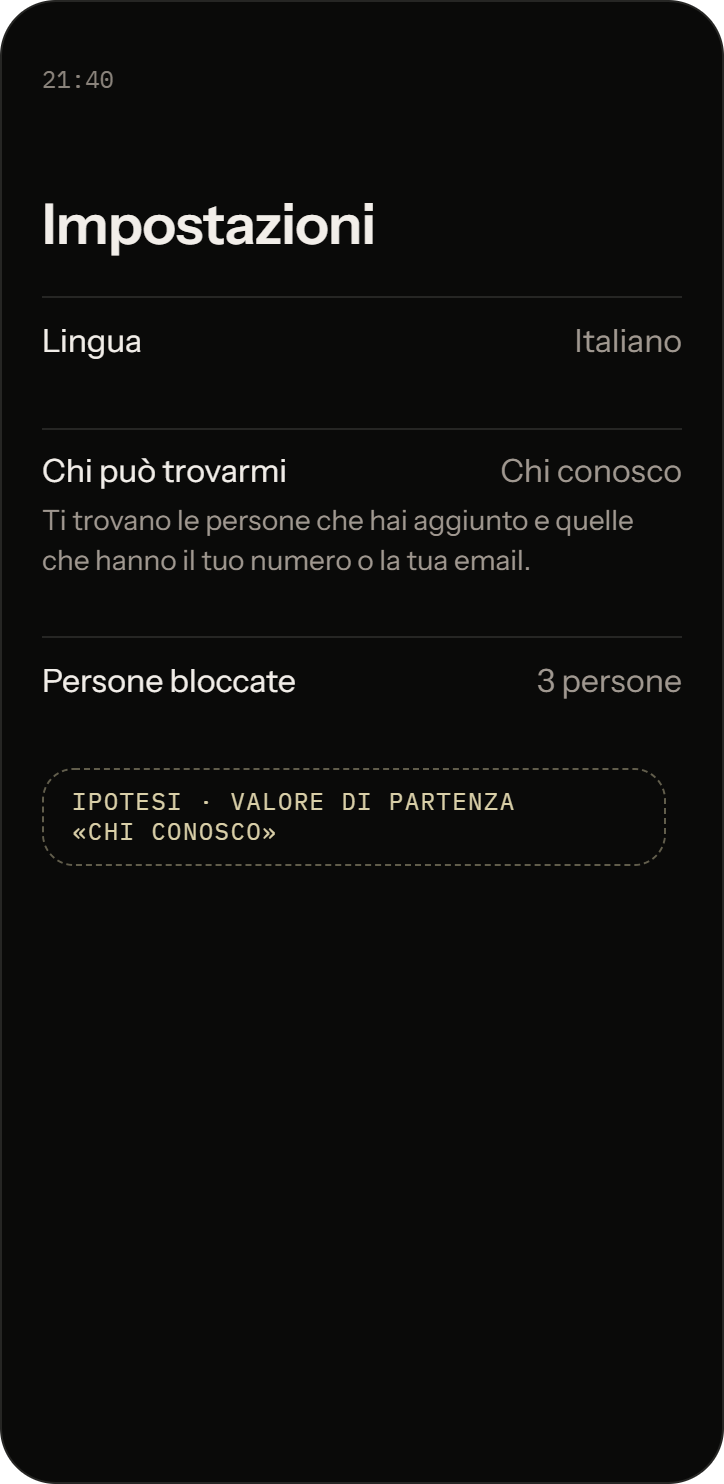 21:40
Impostazioni
Lingua Italiano
Chi può trovarmi Chi conosco
Ti trovano le persone che hai aggiunto e quelle
che hanno il tuo numero o la tua email.
Persone bloccate 3 persone
IPOTESI · VALORE DI PARTENZA
«CHI CONOSCO»